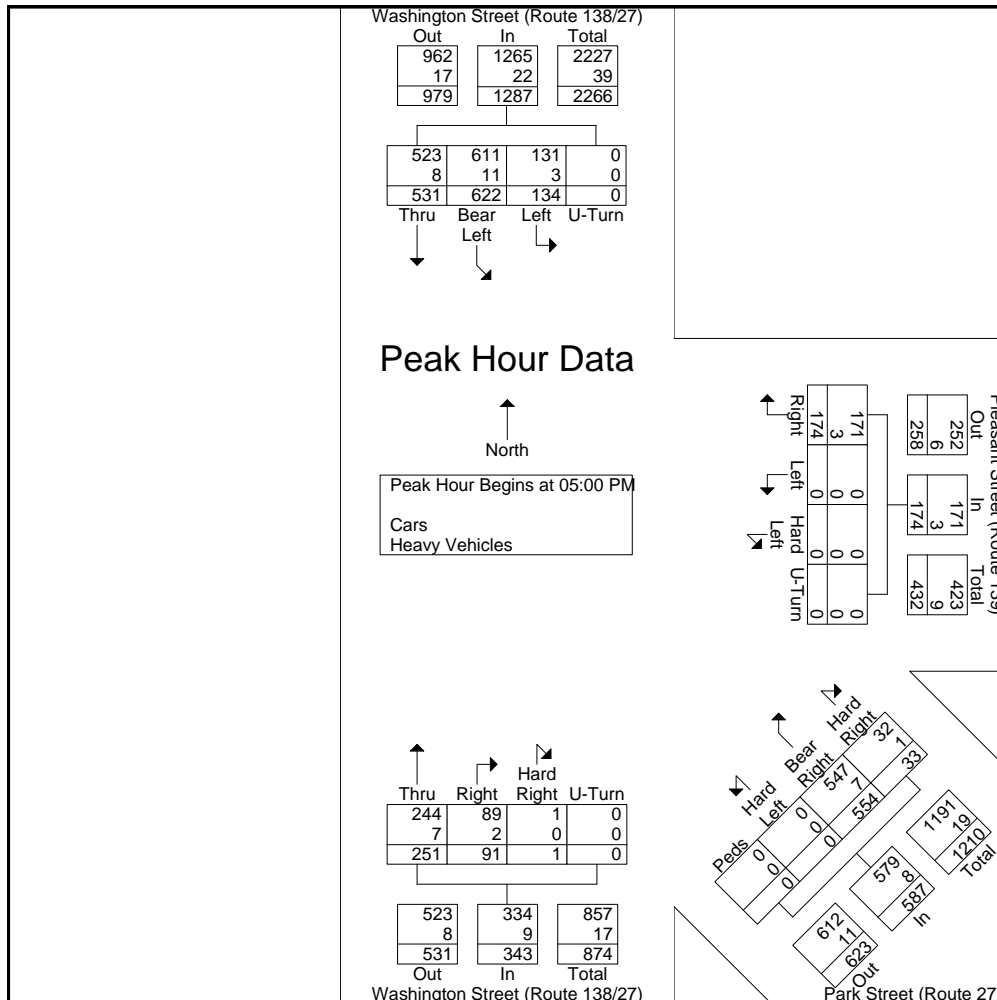 Washington Street (Route 138/27)
Out In Total
962 1265 2227
17 22 39
979 1287 2266
523 611 131 0
8 11 3 0
531 622 134 0
Thru Bear Left Left U-Turn
Peak Hour Data
North
Peak Hour Begins at 05:00 PM
Cars
Heavy Vehicles
Right Left Hard Left U-Turn
171 0 0 0
3 0 0 0
174 0 0 0
Street (Route 139)
Out In Total
252 171 423
6 3 9
258 174 432
Peds Hard Left Bear Right Hard Right
0 0 547 32
0 0 7 1
0 0 554 33
612 579 1191
11 8 19
623 587 1210
Out In Total
Park Street (Route 27
Thru Right Hard Right U-Turn
244 89 1 0
7 2 0 0
251 91 1 0
523 334 857
8 9 17
531 343 874
Out In Total
Washington Street (Route 138/27)